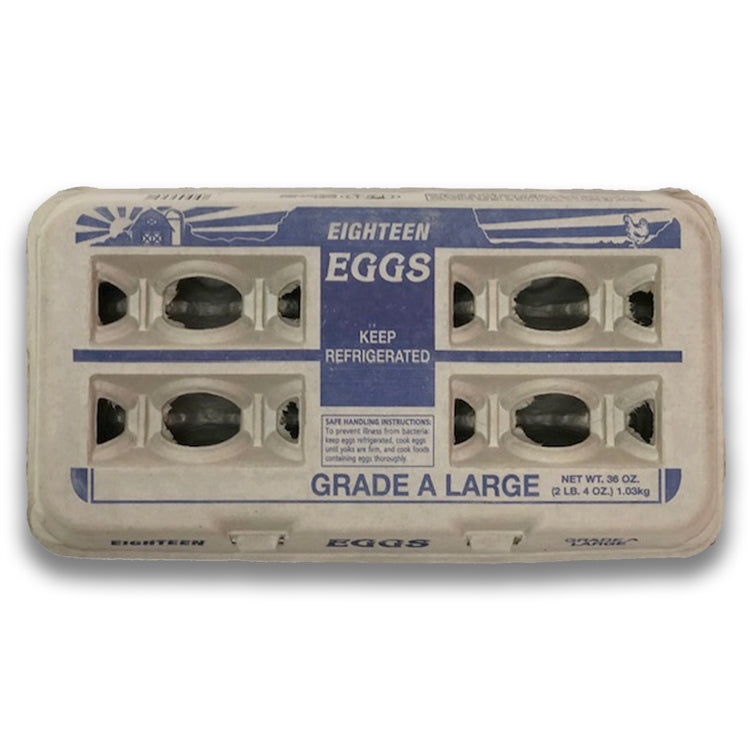 EIGHTEEN
EGGS
KEEP
REFRIGERATED
SAFE HANDLING INSTRUCTIONS:
To prevent illness from bacteria:
keep eggs refrigerated, cook eggs
until yolks are firm, and cook foods
containing eggs thoroughly.
GRADE A LARGE
NET WT. 36 OZ.
(2 LB. 4 OZ.) 1.03kg
EIGHTEEN
EGGS
GRADE A
LARGE